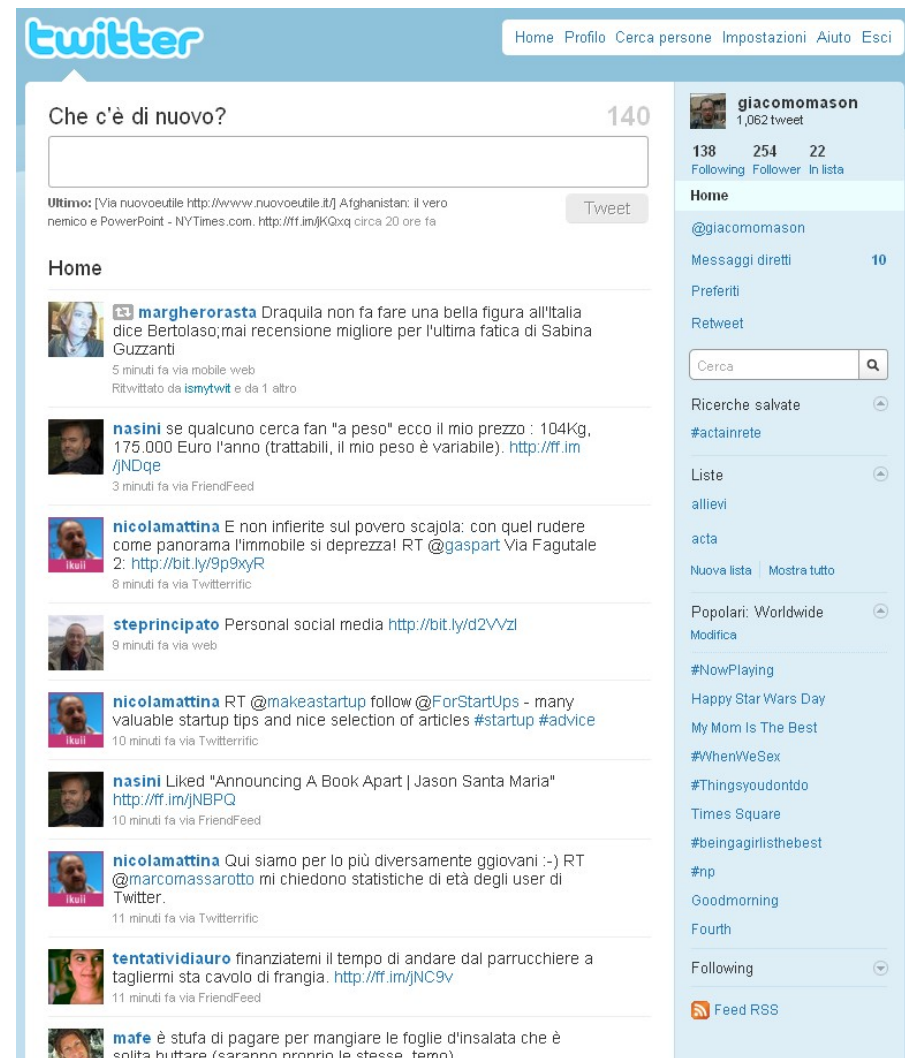 twitter
Home Profilo Cerca persone Impostazioni Aiuto Esci
Che c'è di nuovo?
140
Ultimo: [Via nuovoeutile http://www.nuovoeutile.it/] Afghanistan: il vero
nemico e PowerPoint - NYTimes.com. http://ff.im/jKQxq circa 20 ore fa
Tweet
Home
margherorasta Draquila non fa fare una bella figura all'Italia
dice Bertolaso;mai recensione migliore per l'ultima fatica di Sabina
Guzzanti
5 minuti fa via mobile web
Ritwittato da ismytwit e da 1 altro
nasini se qualcuno cerca fan "a peso" ecco il mio prezzo : 104Kg,
175.000 Euro l'anno (trattabili, il mio peso è variabile). http://ff.im
/jNDqe
3 minuti fa via FriendFeed
ikuii
nicolamattina E non infierite sul povero scajola: con quel rudere
come panorama l'immobile si deprezza! RT @gaspart Via Fagutale
2: http://bit.ly/9p9xyR
8 minuti fa via Twitterrific
steprincipato Personal social media http://bit.ly/d2VVzI
9 minuti fa via web
ikuii
nicolamattina RT @makeastartup follow @ForStartUps - many
valuable startup tips and nice selection of articles #startup #advice
10 minuti fa via Twitterrific
nasini Liked "Announcing A Book Apart | Jason Santa Maria"
http://ff.im/jNBPQ
10 minuti fa via FriendFeed
ikuii
nicolamattina Qui siamo per lo più diversamente ggiovani :-) RT
@marcomassarotto mi chiedono statistiche di età degli user di
Twitter.
11 minuti fa via Twitterrific
tentatividiauro finanziatemi il tempo di andare dal parrucchiere a
tagliermi sta cavolo di frangia. http://ff.im/jNC9v
11 minuti fa via FriendFeed
mafe è stufa di pagare per mangiare le foglie d'insalata che è
solita buttare (saranno proprio le stesse, temo)
giacomomason
1,062 tweet
138 254 22
Following Follower In lista
Home
@giacomomason
Messaggi diretti 10
Preferiti
Retweet
Cerca
Ricerche salvate
#actainrete
Liste
allievi
acta
Nuova lista Mostra tutto
Popolari: Worldwide
Modifica
#NowPlaying
Happy Star Wars Day
My Mom Is The Best
#WhenWeSex
#Thingsyoudontdo
Times Square
#beingagirlisthebest
#np
Goodmorning
Fourth
Following
Feed RSS